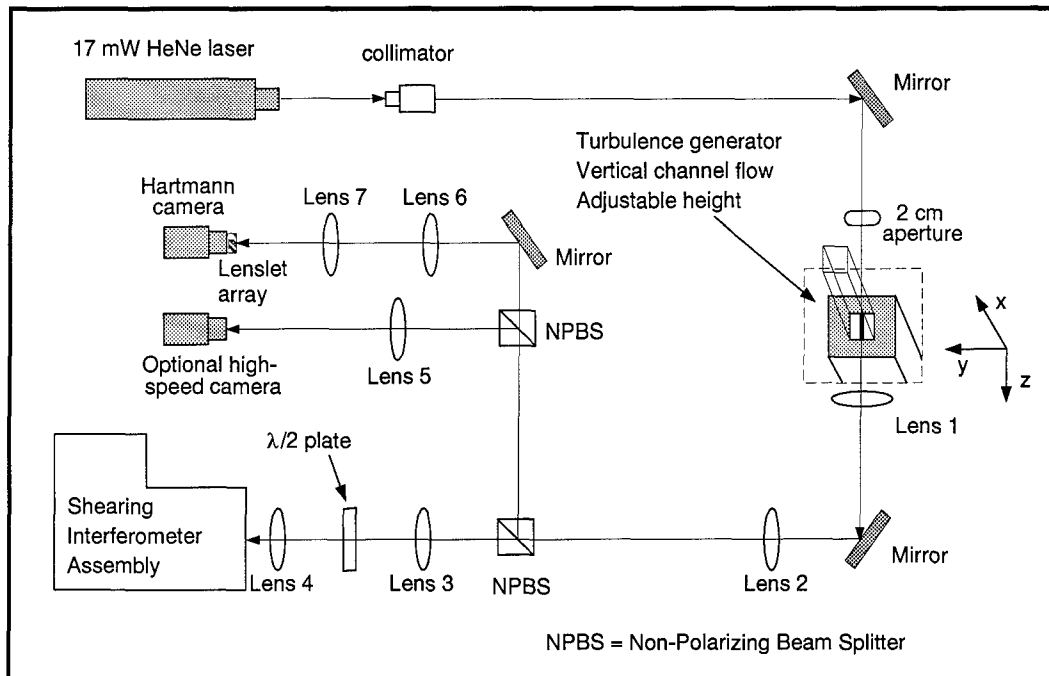 17 mW HeNe laser
collimator
Mirror
Turbulence generator
Vertical channel flow
Adjustable height
Hartmann
camera
Lens 7
Lens 6
2 cm
aperture
Mirror
Lenslet
array
x
NPBS
y
z
Optional high-
speed camera
Lens 5
Lens 1
λ/2 plate
Shearing
Interferometer
Assembly
Lens 4
Lens 3
NPBS
Lens 2
Mirror
NPBS = Non-Polarizing Beam Splitter